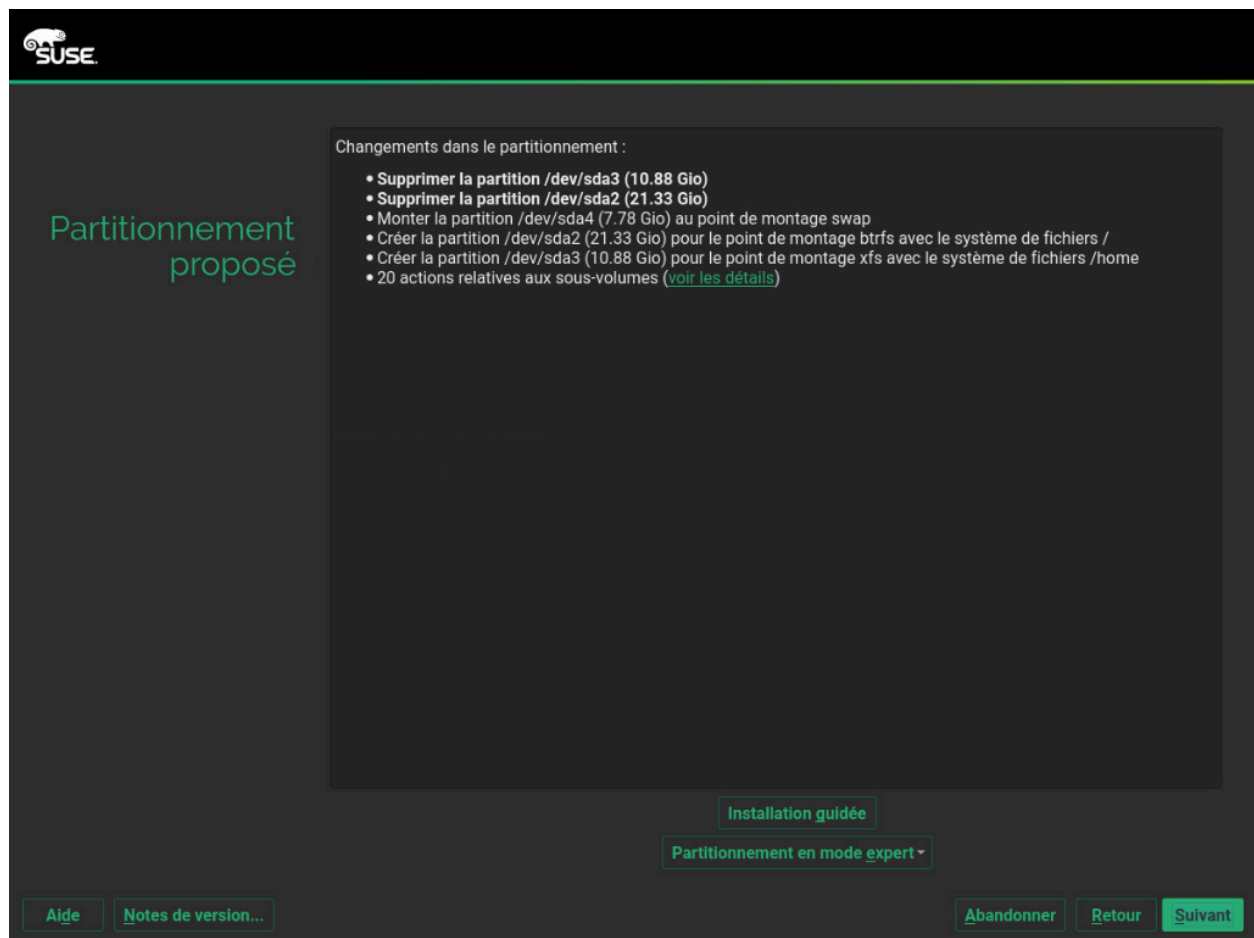 SUSE.
Partitionnement
proposé
Changements dans le partitionnement :
• Supprimer la partition /dev/sda3 (10.88 Gio)
• Supprimer la partition /dev/sda2 (21.33 Gio)
• Monter la partition /dev/sda4 (7.78 Gio) au point de montage swap
• Créer la partition /dev/sda2 (21.33 Gio) pour le point de montage btrfs avec le système de fichiers /
• Créer la partition /dev/sda3 (10.88 Gio) pour le point de montage xfs avec le système de fichiers /home
• 20 actions relatives aux sous-volumes (voir les détails)
Installation guidée
Partitionnement en mode expert
Aide
Notes de version...
Abandonner
Retour
Suivant